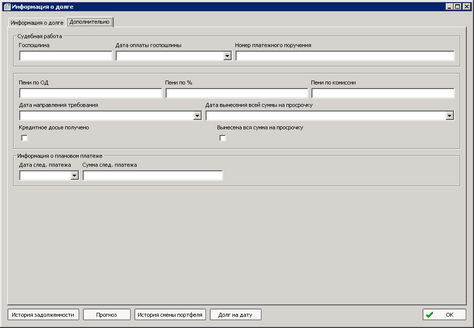 Информация о долге
Информация о долге Дополнительно
Судебная работа
Госпошлина Дата оплаты госпошлины Номер платежного поручения
Пени по ОД Пени по % Пени по комиссии
Дата направления требования Дата вынесения всей суммы на просрочку
Кредитное досье получено Вынесена вся сумма на просрочку
Информация о плановом платеже
Дата след. платежа Сумма след. платежа
История задолженности Прогноз История смены портфеля Долг на дату OK